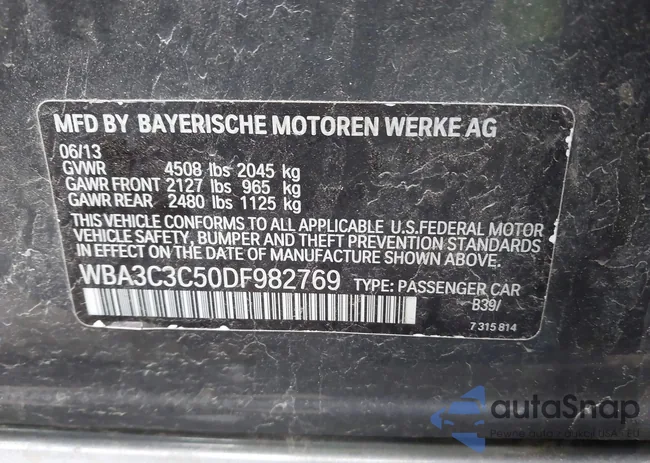 MFD BY BAYERISCHE MOTOREN WERKE AG
06/13
GVWR 4508 lbs 2045 kg
GAWR FRONT 2127 lbs 965 kg
GAWR REAR 2480 lbs 1125 kg
THIS VEHICLE CONFORMS TO ALL APPLICABLE U.S.FEDERAL MOTOR
VEHICLE SAFETY, BUMPER AND THEFT PREVENTION STANDARDS
IN EFFECT ON THE DATE OF MANUFACTURE SHOWN ABOVE.
WBA3C3C50DF982769 TYPE: PASSENGER CAR
B39/
7 315 814
autaSnap
Pewne auto z